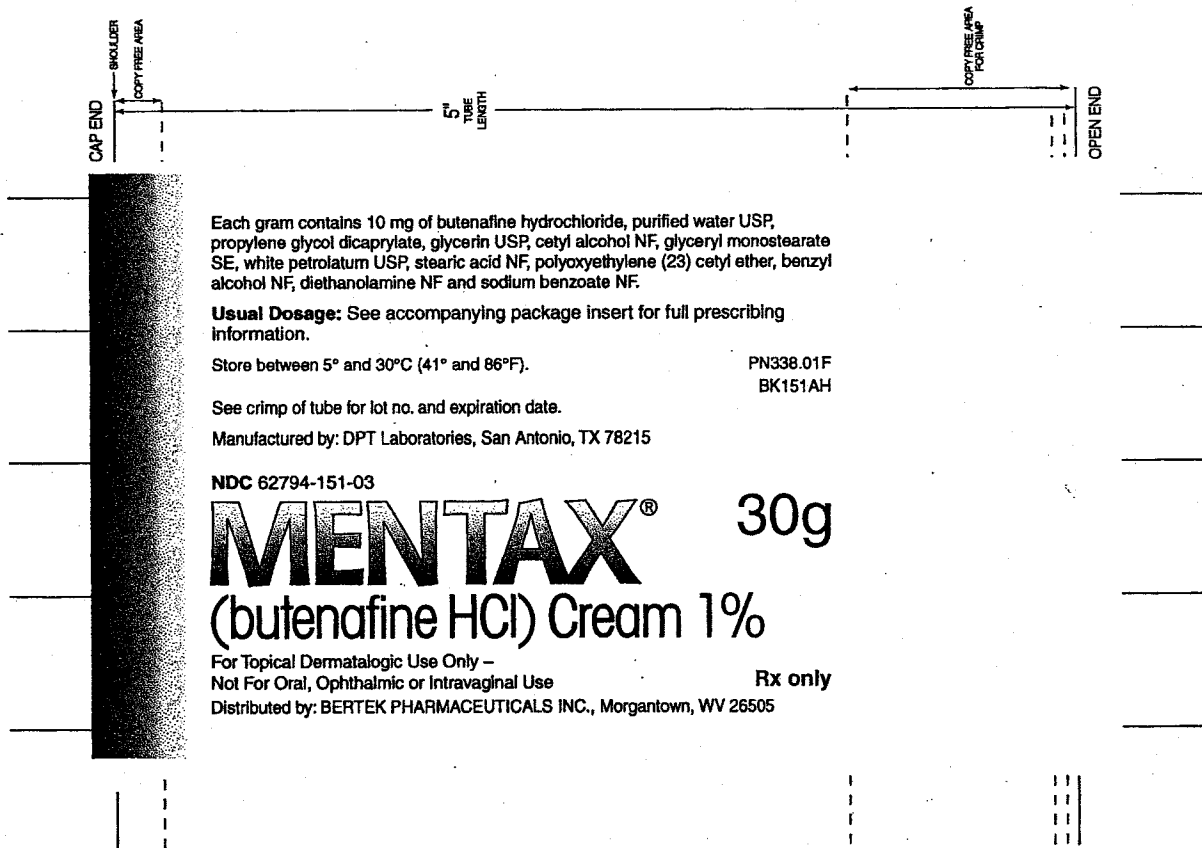 SHOULDER
COPY FREE AREA
CAP END
5"
TUBE
LENGTH
COPY FREE AREA
FOR CRIMP
OPEN END
Each gram contains 10 mg of butenafine hydrochloride, purified water USP,
propylene glycol dicaprylate, glycerin USP, cetyl alcohol NF, glyceryl monostearate
SE, white petrolatum USP, stearic acid NF, polyoxyethylene (23) cetyl ether, benzyl
alcohol NF, diethanolamine NF and sodium benzoate NF.
Usual Dosage: See accompanying package insert for full prescribing
information.
Store between 5° and 30°C (41° and 86°F).
PN338.01F
BK151AH
See crimp of tube for lot no. and expiration date.
Manufactured by: DPT Laboratories, San Antonio, TX 78215
NDC 62794-151-03
MENTAX® 30g
(butenafine HCl) Cream 1%
For Topical Dermatalogic Use Only –
Not For Oral, Ophthalmic or Intravaginal Use
Rx only
Distributed by: BERTEK PHARMACEUTICALS INC., Morgantown, WV 26505